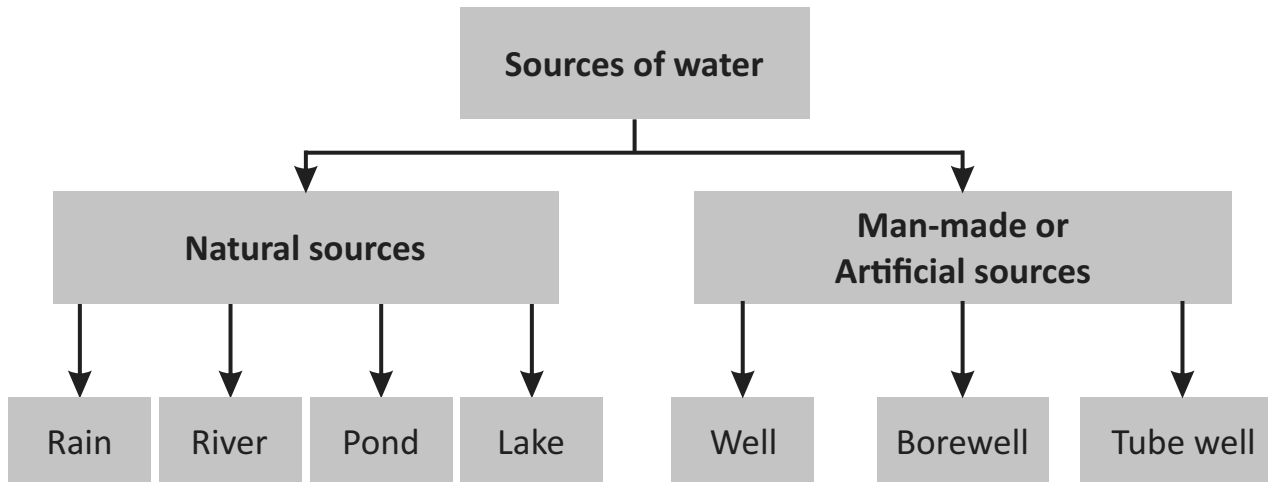 Sources of water
Natural sources
Man-made or
Artificial sources
Rain
River
Pond
Lake
Well
Borewell
Tube well